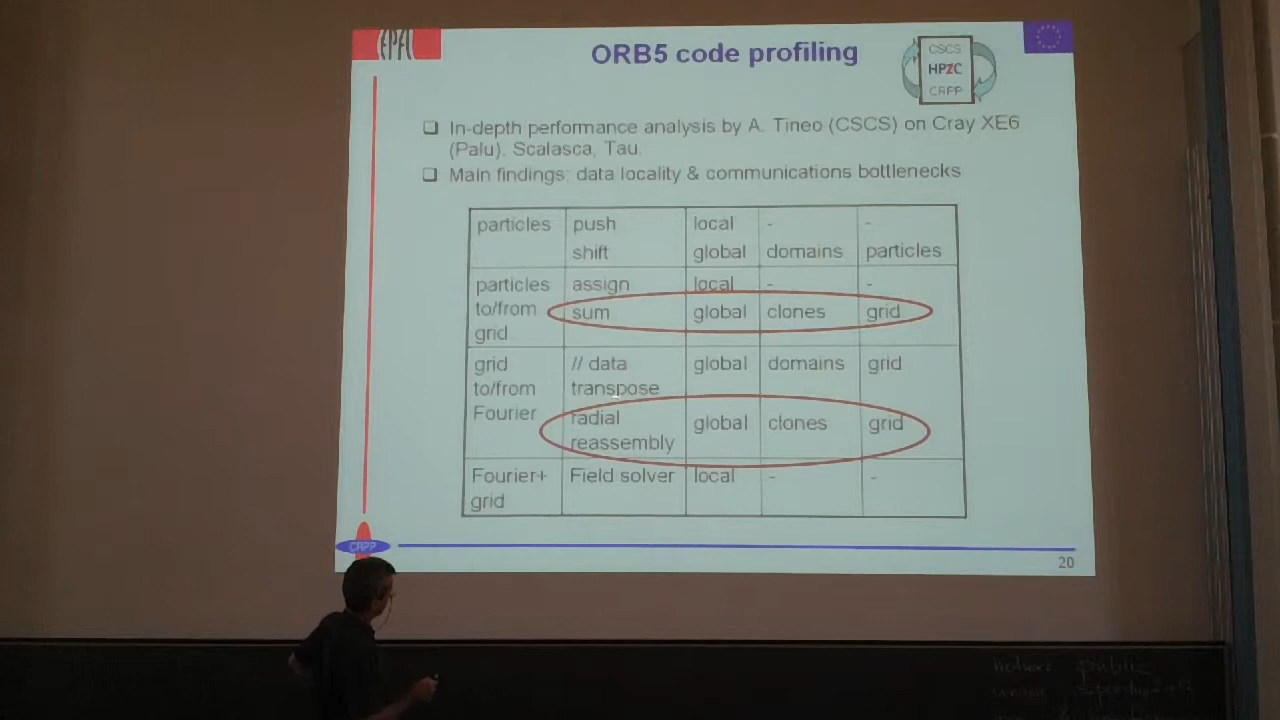 EPFL
ORB5 code profiling
CSCS
HP2C
CRPP
❑ In-depth performance analysis by A. Tineo (CSCS) on Cray XE6
(Palu). Scalasca, Tau.
❑ Main findings: data locality & communications bottlenecks
particles push local - -
shift global domains particles
particles assign local - -
to/from sum global clones grid
grid
grid // data global domains grid
to/from transpose
Fourier radial global clones grid
reassembly
Fourier+ Field solver local - -
grid
CRPP
20
public